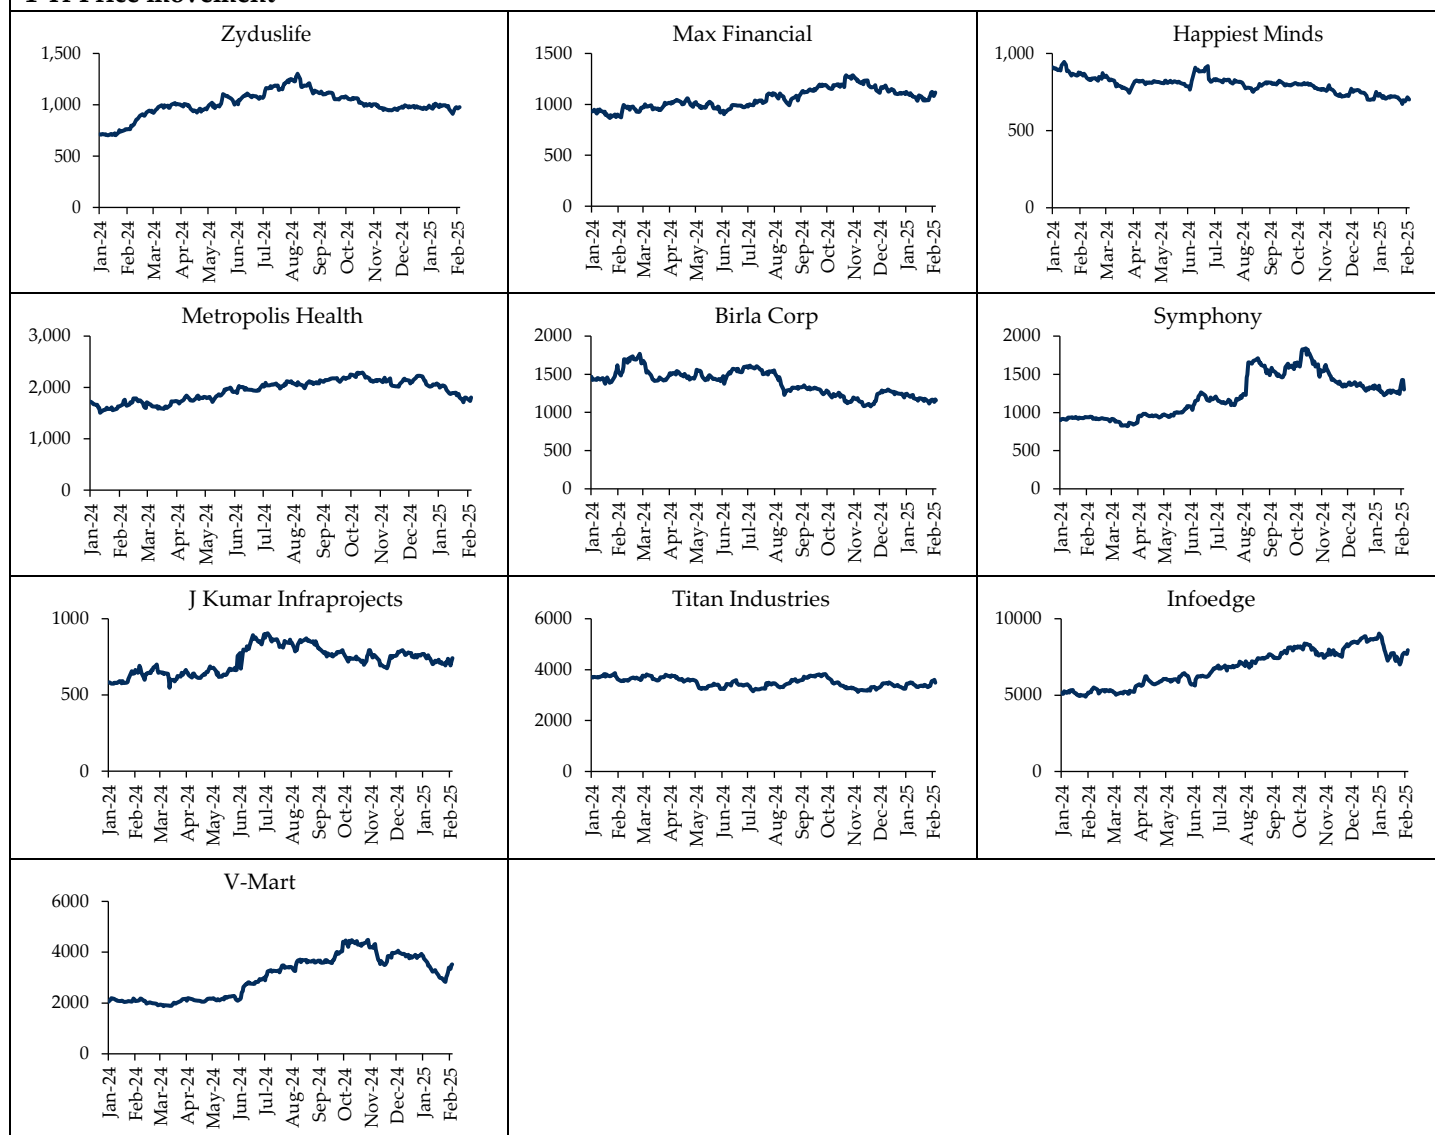 Zyduslife
1,500
1,000
500
0
Jan-24
Feb-24
Mar-24
Apr-24
May-24
Jun-24
Jul-24
Aug-24
Sep-24
Oct-24
Nov-24
Dec-24
Jan-25
Feb-25
Max Financial
1500
1000
500
0
Jan-24
Feb-24
Mar-24
Apr-24
May-24
Jun-24
Jul-24
Aug-24
Sep-24
Oct-24
Nov-24
Dec-24
Jan-25
Feb-25
Happiest Minds
1,000
500
0
Jan-24
Feb-24
Mar-24
Apr-24
May-24
Jun-24
Jul-24
Aug-24
Sep-24
Oct-24
Nov-24
Dec-24
Jan-25
Feb-25
Metropolis Health
3,000
2,000
1,000
0
Jan-24
Feb-24
Mar-24
Apr-24
May-24
Jun-24
Jul-24
Aug-24
Sep-24
Oct-24
Nov-24
Dec-24
Jan-25
Feb-25
Birla Corp
2000
1500
1000
500
0
Jan-24
Feb-24
Mar-24
Apr-24
May-24
Jun-24
Jul-24
Aug-24
Sep-24
Oct-24
Nov-24
Dec-24
Jan-25
Feb-25
Symphony
2000
1500
1000
500
0
Jan-24
Feb-24
Mar-24
Apr-24
May-24
Jun-24
Jul-24
Aug-24
Sep-24
Oct-24
Nov-24
Dec-24
Jan-25
Feb-25
J Kumar Infraprojects
1000
500
0
Jan-24
Feb-24
Mar-24
Apr-24
May-24
Jun-24
Jul-24
Aug-24
Sep-24
Oct-24
Nov-24
Dec-24
Jan-25
Feb-25
Titan Industries
6000
4000
2000
0
Jan-24
Feb-24
Mar-24
Apr-24
May-24
Jun-24
Jul-24
Aug-24
Sep-24
Oct-24
Nov-24
Dec-24
Jan-25
Feb-25
Infoedge
10000
5000
0
Jan-24
Feb-24
Mar-24
Apr-24
May-24
Jun-24
Jul-24
Aug-24
Sep-24
Oct-24
Nov-24
Dec-24
Jan-25
Feb-25
V-Mart
6000
4000
2000
0
Jan-24
Feb-24
Mar-24
Apr-24
May-24
Jun-24
Jul-24
Aug-24
Sep-24
Oct-24
Nov-24
Dec-24
Jan-25
Feb-25